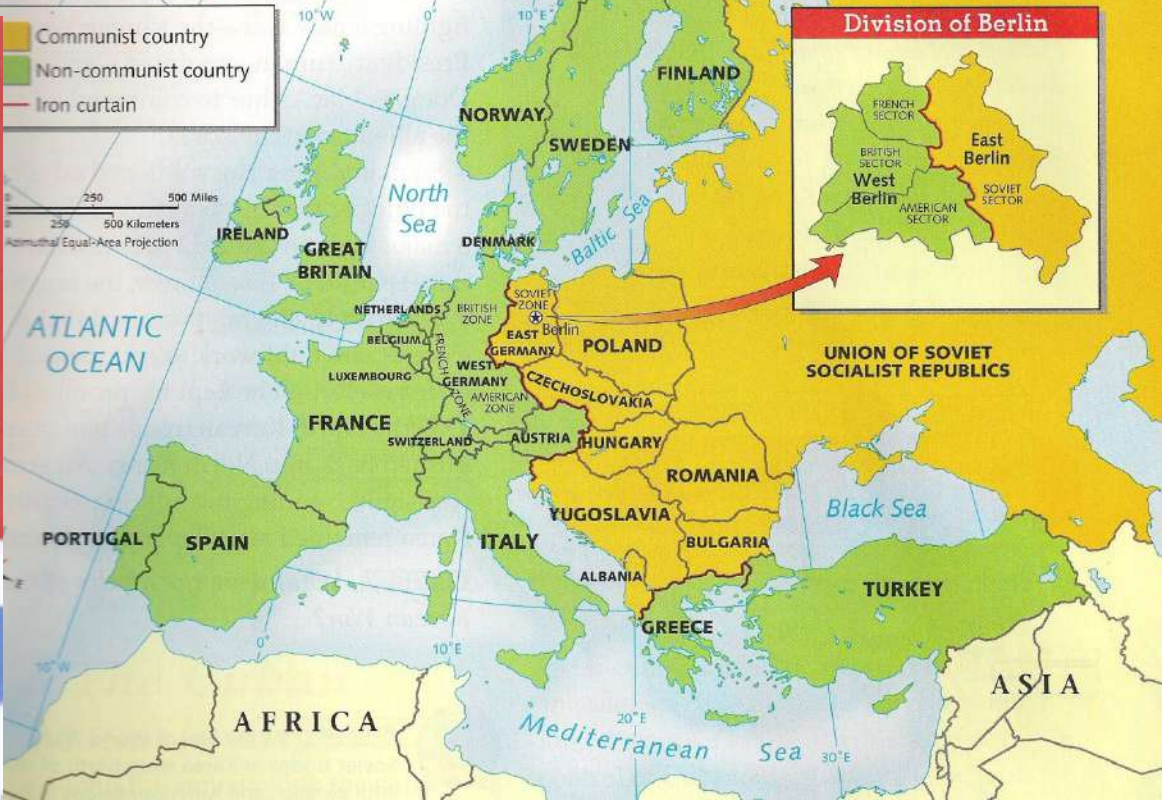 Communist country
Non-communist country
Iron curtain
10°W
0°
10°E
Division of Berlin
FRENCH
SECTOR
BRITISH
SECTOR
West
Berlin
AMERICAN
SECTOR
East
Berlin
SOVIET
SECTOR
0 250 500 Miles
0 250 500 Kilometers
Azimuthal Equal-Area Projection
FINLAND
NORWAY
SWEDEN
North
Sea
IRELAND
GREAT
BRITAIN
DENMARK
Baltic Sea
NETHERLANDS
BRITISH
ZONE
SOVIET
ZONE
Berlin
ATLANTIC
OCEAN
BELGIUM
FRENCH
ZONE
EAST
GERMANY
POLAND
UNION OF SOVIET
SOCIALIST REPUBLICS
LUXEMBOURG
WEST
GERMANY
AMERICAN
ZONE
CZECHOSLOVAKIA
FRANCE
SWITZERLAND
AUSTRIA
HUNGARY
ROMANIA
Black Sea
YUGOSLAVIA
PORTUGAL
SPAIN
ITALY
BULGARIA
ALBANIA
TURKEY
GREECE
E
10°W
0°
10°E
AFRICA
ASIA
20°E
Mediterranean Sea
30°E